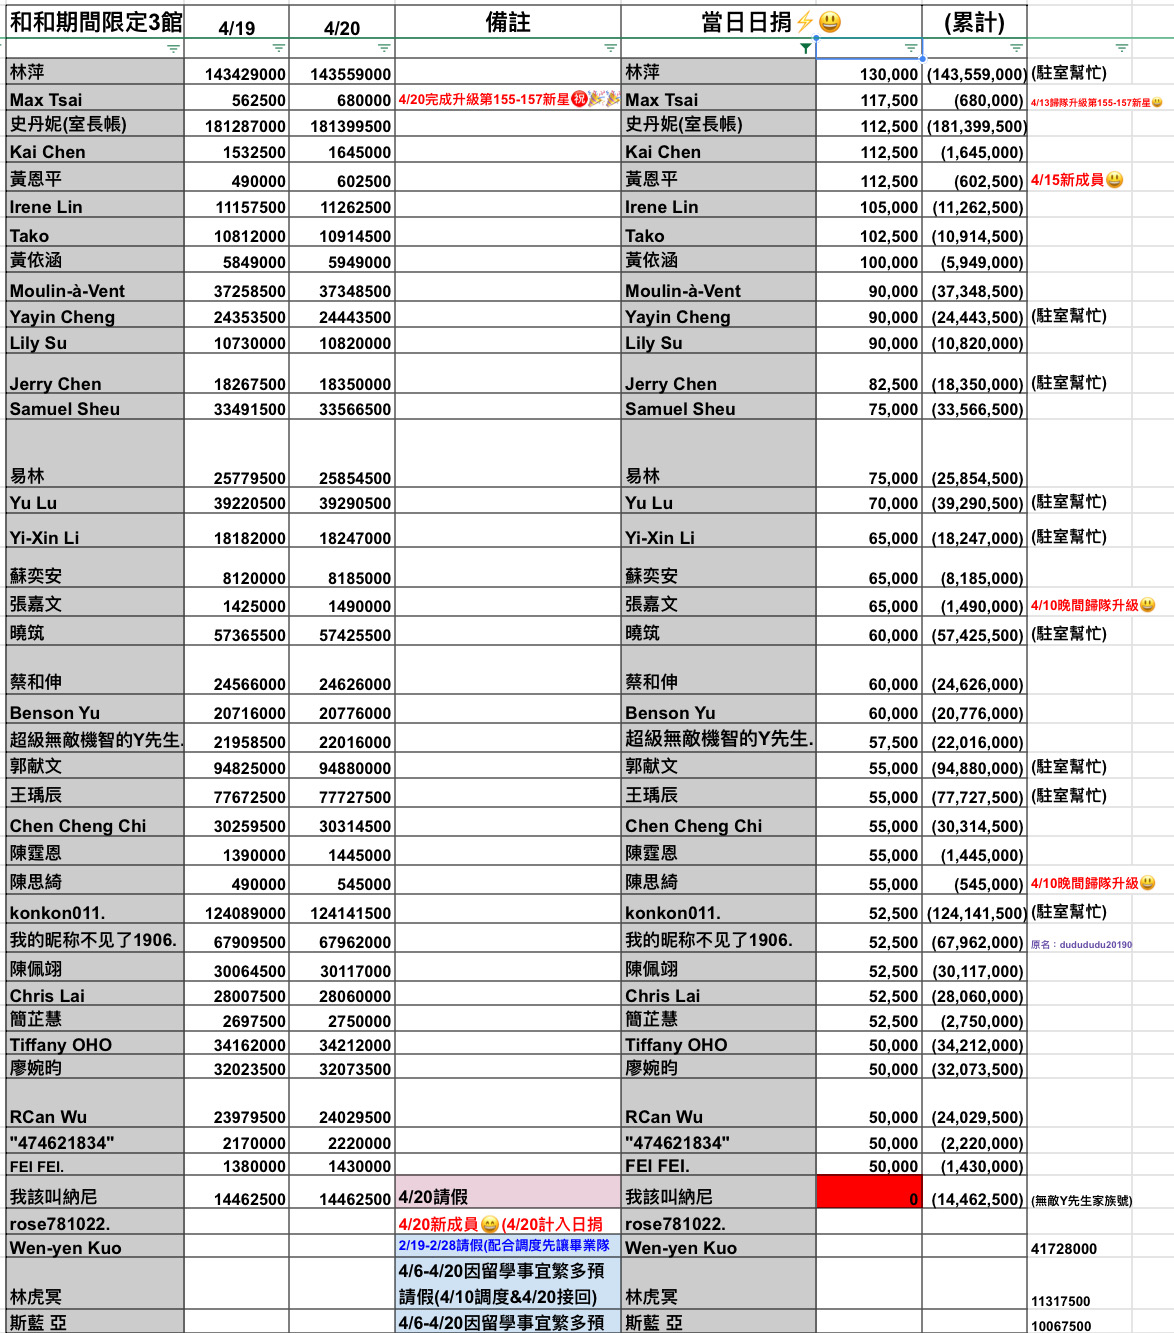 和和期間限定3館 4/19 4/20 備註 當日日捐⚡😃 (累計)
林萍 143429000 143559000 林萍 130,000 (143,559,000) (駐室幫忙)
Max Tsai 562500 680000 4/20完成升級第155-157新星㊗️🎉🎉 Max Tsai 117,500 (680,000) 4/13歸隊升級第155-157新星😃
史丹妮(室長帳) 181287000 181399500 史丹妮(室長帳) 112,500 (181,399,500)
Kai Chen 1532500 1645000 Kai Chen 112,500 (1,645,000)
黃恩平 490000 602500 黃恩平 112,500 (602,500) 4/15新成員😃
Irene Lin 11157500 11262500 Irene Lin 105,000 (11,262,500)
Tako 10812000 10914500 Tako 102,500 (10,914,500)
黃依涵 5849000 5949000 黃依涵 100,000 (5,949,000)
Moulin-à-Vent 37258500 37348500 Moulin-à-Vent 90,000 (37,348,500)
Yayin Cheng 24353500 24443500 Yayin Cheng 90,000 (24,443,500) (駐室幫忙)
Lily Su 10730000 10820000 Lily Su 90,000 (10,820,000)
Jerry Chen 18267500 18350000 Jerry Chen 82,500 (18,350,000) (駐室幫忙)
Samuel Sheu 33491500 33566500 Samuel Sheu 75,000 (33,566,500)
易林 25779500 25854500 易林 75,000 (25,854,500)
Yu Lu 39220500 39290500 Yu Lu 70,000 (39,290,500) (駐室幫忙)
Yi-Xin Li 18182000 18247000 Yi-Xin Li 65,000 (18,247,000) (駐室幫忙)
蘇奕安 8120000 8185000 蘇奕安 65,000 (8,185,000)
張嘉文 1425000 1490000 張嘉文 65,000 (1,490,000) 4/10晚間歸隊升級😃
曉筑 57365500 57425500 曉筑 60,000 (57,425,500) (駐室幫忙)
蔡和伸 24566000 24626000 蔡和伸 60,000 (24,626,000)
Benson Yu 20716000 20776000 Benson Yu 60,000 (20,776,000)
超級無敵機智的Y先生. 21958500 22016000 超級無敵機智的Y先生. 57,500 (22,016,000)
郭献文 94825000 94880000 郭献文 55,000 (94,880,000) (駐室幫忙)
王瑀辰 77672500 77727500 王瑀辰 55,000 (77,727,500) (駐室幫忙)
Chen Cheng Chi 30259500 30314500 Chen Cheng Chi 55,000 (30,314,500)
陳霆恩 1390000 1445000 陳霆恩 55,000 (1,445,000)
陳思綺 490000 545000 陳思綺 55,000 (545,000) 4/10晚間歸隊升級😃
konkon011. 124089000 124141500 konkon011. 52,500 (124,141,500) (駐室幫忙)
我的昵称不见了1906. 67909500 67962000 我的昵称不见了1906. 52,500 (67,962,000) 原名：dudududu20190
陳佩翊 30064500 30117000 陳佩翊 52,500 (30,117,000)
Chris Lai 28007500 28060000 Chris Lai 52,500 (28,060,000)
簡芷慧 2697500 2750000 簡芷慧 52,500 (2,750,000)
Tiffany OHO 34162000 34212000 Tiffany OHO 50,000 (34,212,000)
廖婉昀 32023500 32073500 廖婉昀 50,000 (32,073,500)
RCan Wu 23979500 24029500 RCan Wu 50,000 (24,029,500)
"474621834" 2170000 2220000 "474621834" 50,000 (2,220,000)
FEI FEI. 1380000 1430000 FEI FEI. 50,000 (1,430,000)
我該叫納尼 14462500 14462500 4/20請假 我該叫納尼 0 (14,462,500) (無敵Y先生家族號)
rose781022. 4/20新成員😄(4/20計入日捐 rose781022.
Wen-yen Kuo 2/19-2/28請假(配合調度先讓畢業隊 Wen-yen Kuo 41728000
4/6-4/20因留學事宜繁多預
林虎冥 請假(4/10調度&4/20接回) 林虎冥 11317500
斯藍 亞 4/6-4/20因留學事宜繁多預 斯藍 亞 10067500